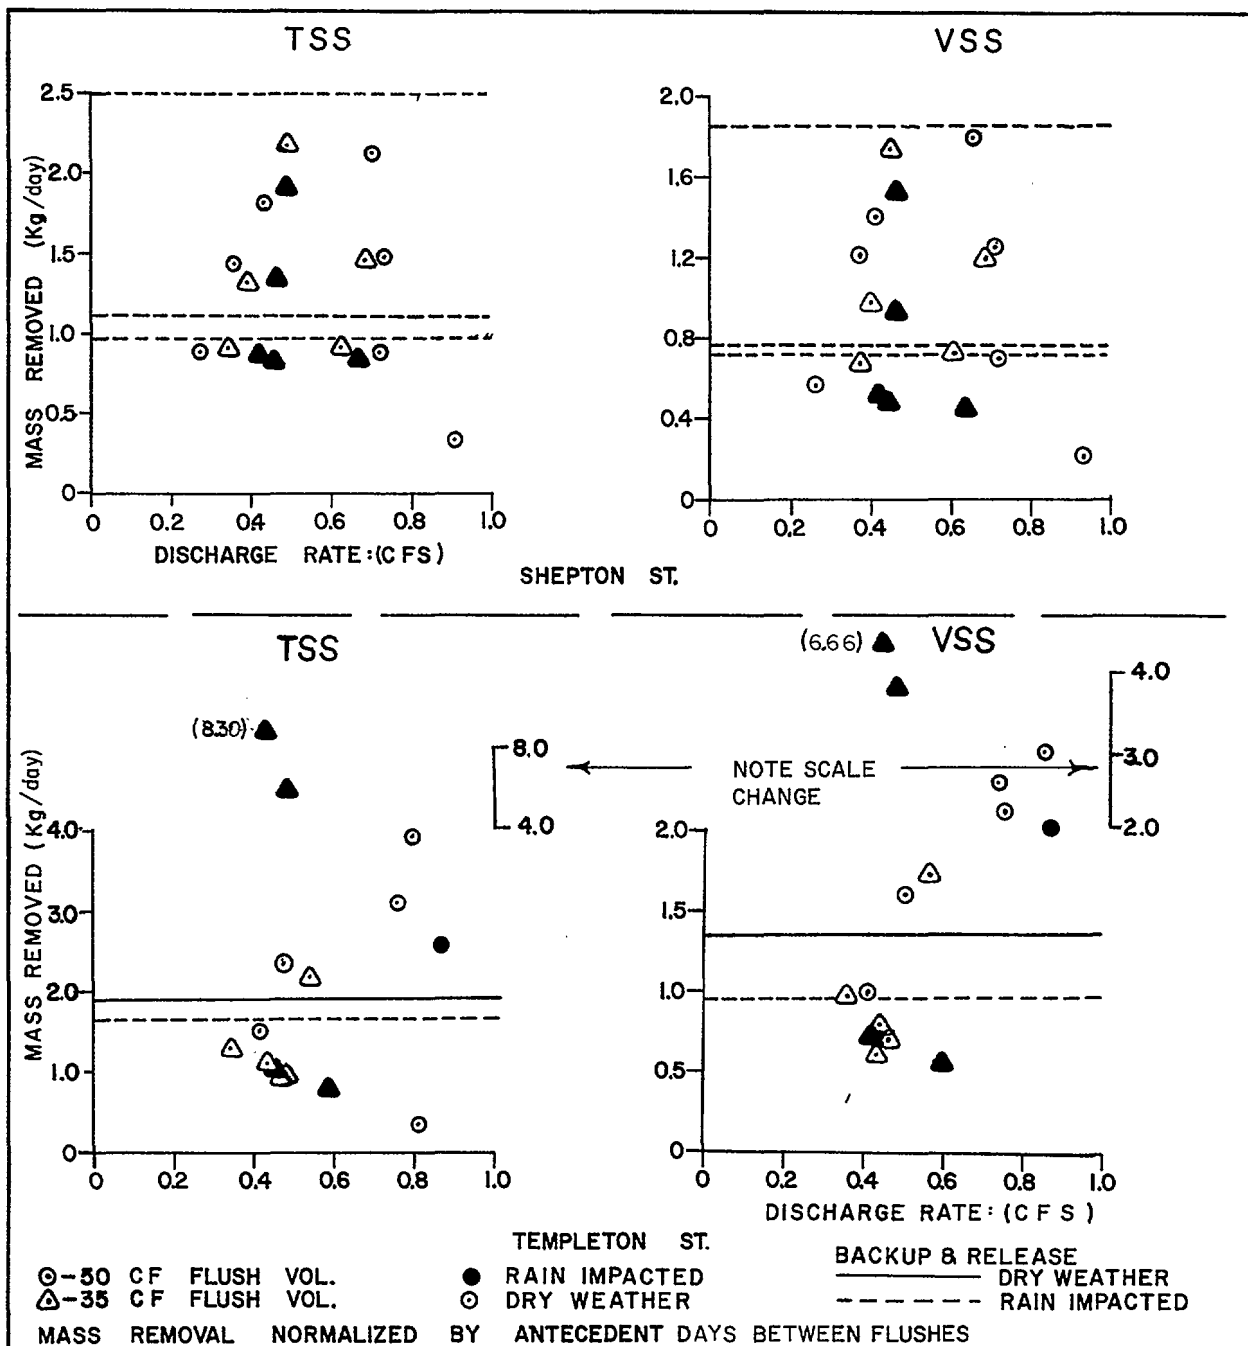 TSS
VSS
MASS REMOVED (Kg/day)
2.5
2.0
1.5
1.0
0.5
0
0 0.2 0.4 0.6 0.8 1.0
DISCHARGE RATE:(CFS)
2.0
1.6
1.2
0.8
0.4
0
0 0.2 0.4 0.6 0.8 1.0
SHEPTON ST.
TSS
(6.66) VSS
MASS REMOVED (Kg/day)
(8.30)
8.0
4.0
NOTE SCALE
CHANGE
4.0
3.0
2.0
4.0
3.0
2.0
1.0
0
0 0.2 0.4 0.6 0.8 1.0
2.0
1.5
1.0
0.5
0
0 0.2 0.4 0.6 0.8 1.0
DISCHARGE RATE: (CFS)
TEMPLETON ST.
-50 CF FLUSH VOL.
-35 CF FLUSH VOL.
RAIN IMPACTED
DRY WEATHER
BACKUP & RELEASE
DRY WEATHER
RAIN IMPACTED
MASS REMOVAL NORMALIZED BY ANTECEDENT DAYS BETWEEN FLUSHES